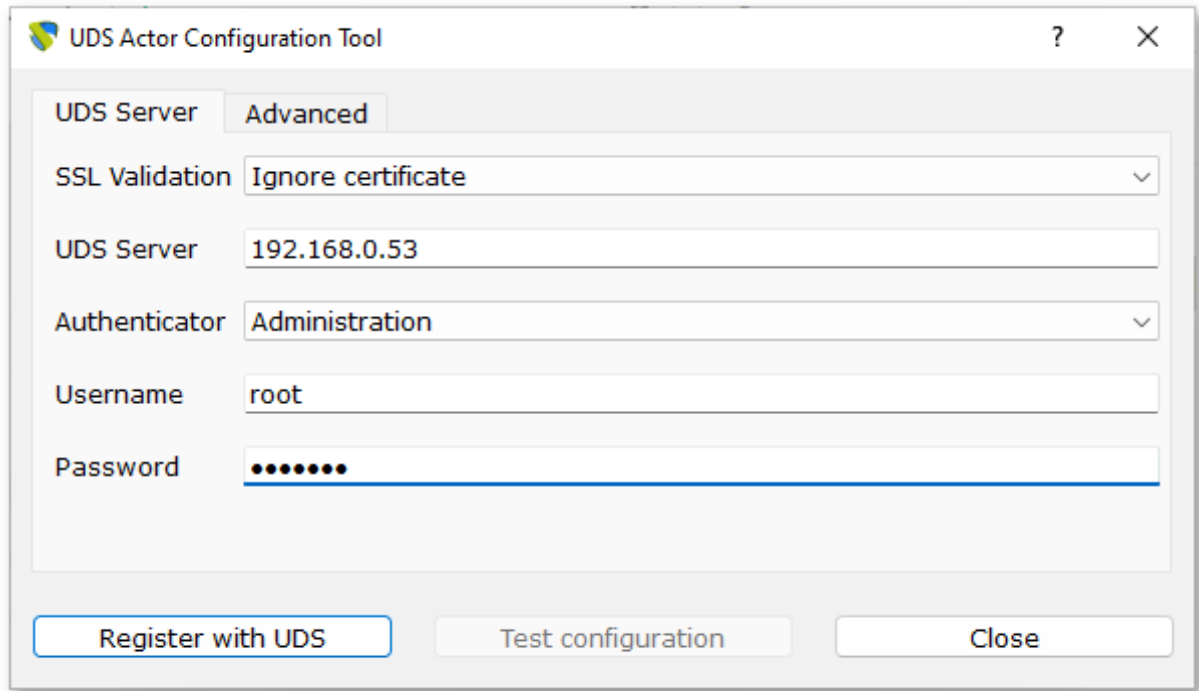 UDS Actor Configuration Tool ?
UDS Server Advanced
SSL Validation Ignore certificate
UDS Server 192.168.0.53
Authenticator Administration
Username root
Password •••••••
Register with UDS Test configuration Close